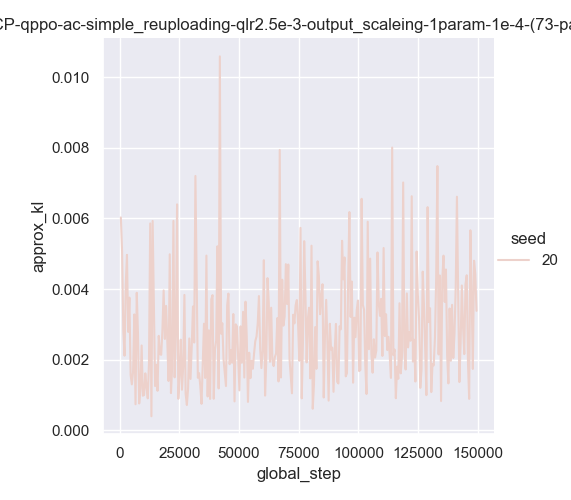 CP-qppo-ac-simple_reuploading-qlr2.5e-3-output_scaleing-1param-1e-4-(73-pa
0.010
0.008
0.006
0.004
0.002
0.000
approx_kl
0 25000 50000 75000 100000 125000 150000
global_step
seed
20